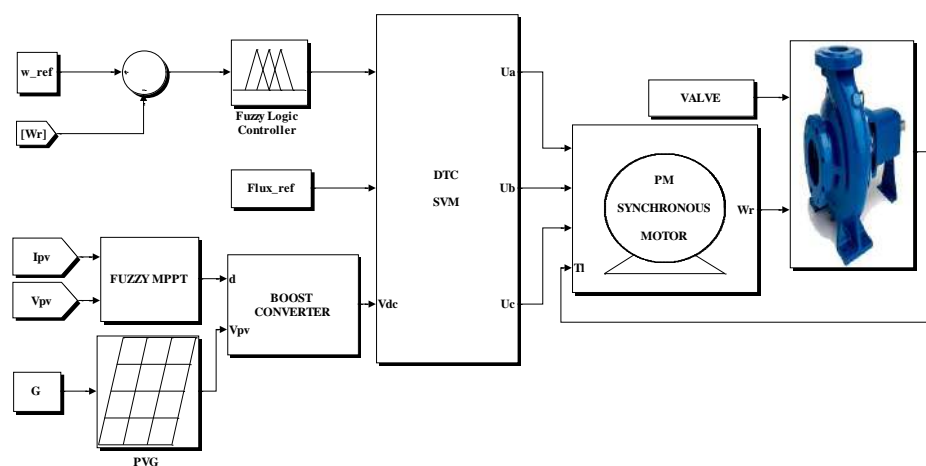 w_ref
+
-
[Wr]
Fuzzy Logic
Controller
Flux_ref
Ipv
Vpv
FUZZY MPPT
d
Vpv
BOOST
CONVERTER
G
PVG
Vdc
DTC
SVM
Ua
Ub
Uc
VALVE
PM
SYNCHRONOUS
MOTOR
Tl
Wr